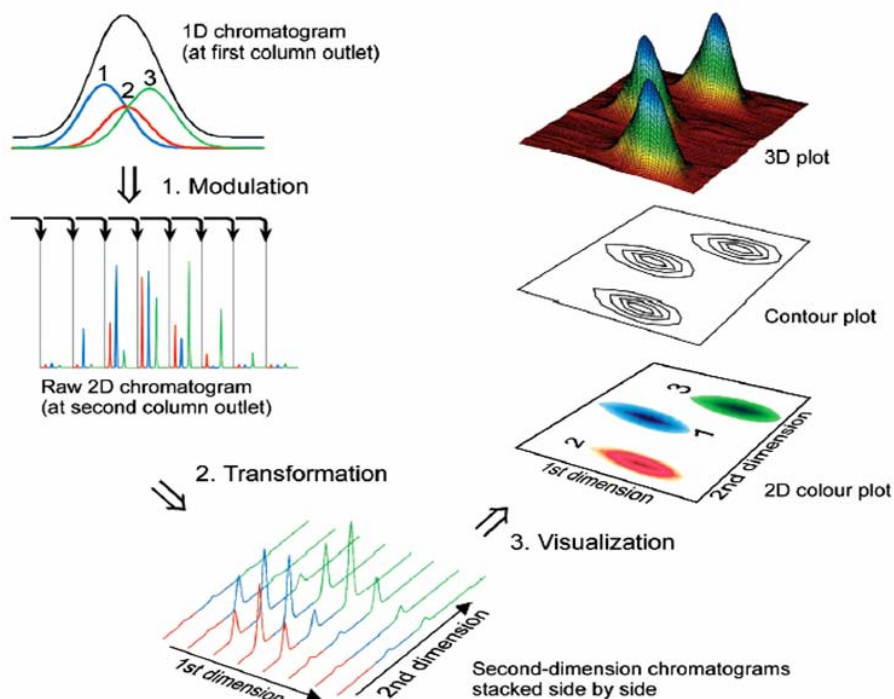 1D chromatogram
(at first column outlet)
1
2
3
1. Modulation
Raw 2D chromatogram
(at second column outlet)
2. Transformation
1st dimension
2nd dimension
Second-dimension chromatograms
stacked side by side
3. Visualization
3D plot
Contour plot
3
1
2
1st dimension
2nd dimension
2D colour plot